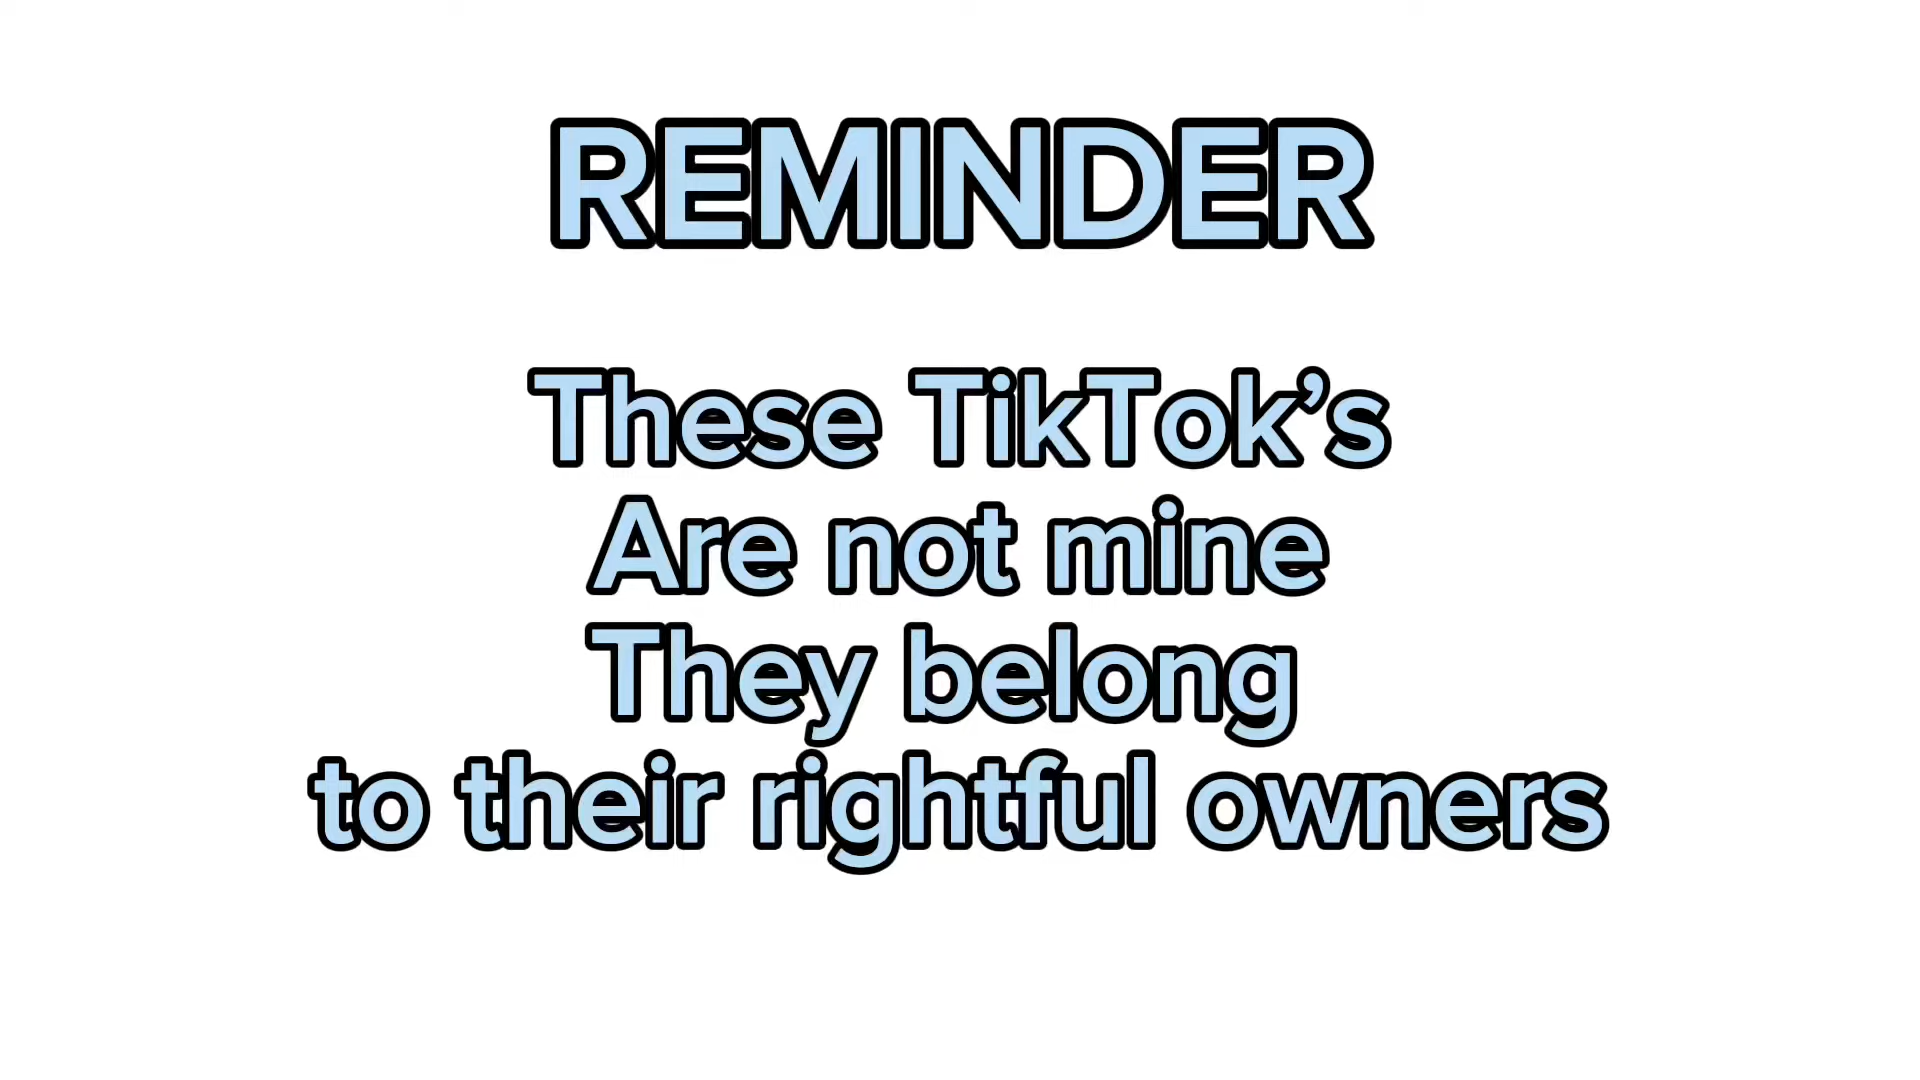 REMINDER
These TikTok’s
Are not mine
They belong
to their rightful owners